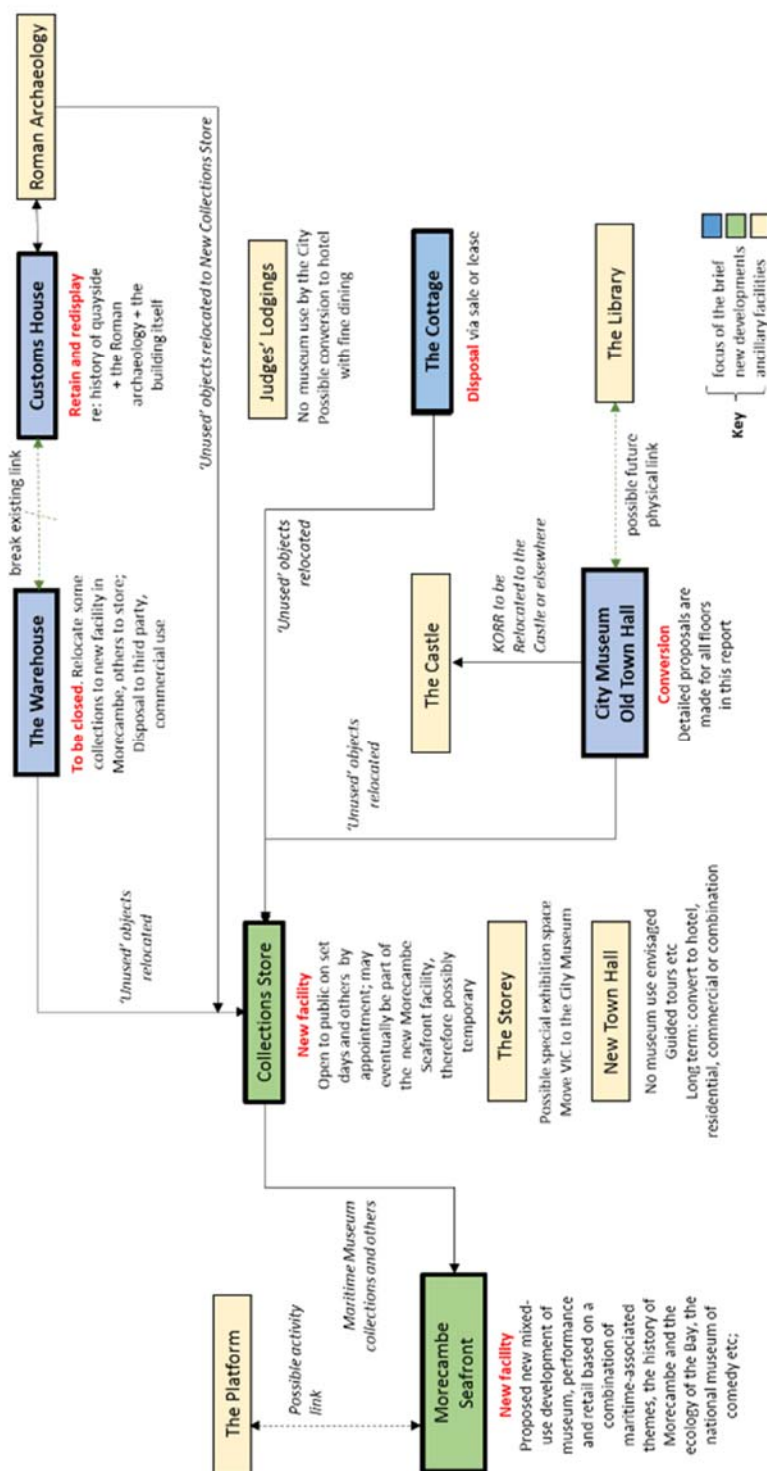 The Platform
Possible activity
link
Morecambe
Seafront
New facility
Proposed new mixed-
use development of
museum, performance
and retail based on a
combination of
maritime-associated
themes, the history of
Morecambe and the
ecology of the Bay, the
national museum of
comedy etc;
Maritime Museum
collections and others
'Unused' objects
relocated
Collections Store
New facility
Open to public on set
days and others by
appointment; may
eventually be part of
the new Morecambe
Seafront facility,
therefore possibly
temporary
The Storey
Possible special exhibition space
Move VIC to the City Museum
New Town Hall
No museum use envisaged
Guided tours etc
Long term: convert to hotel,
residential, commercial or combination
The Warehouse
To be closed. Relocate some
collections to new facility in
Morecambe, others to store;
Disposal to third party,
commercial use
break existing link
Customs House
Retain and redisplay
re: history of quayside
+ the Roman
archaeology + the
building itself
Roman Archaeology
'Unused' objects relocated to New Collections Store
'Unused' objects
relocated
Judges' Lodgings
No museum use by the City
Possible conversion to hotel
with fine dining
The Cottage
Disposal via sale or lease
'Unused' objects
relocated
The Castle
KORR to be
Relocated to the
Castle or elsewhere
City Museum
Old Town Hall
Conversion
Detailed proposals are
made for all floors
in this report
possible future
physical link
The Library
Key
focus of the brief
new developments
ancillary facilities